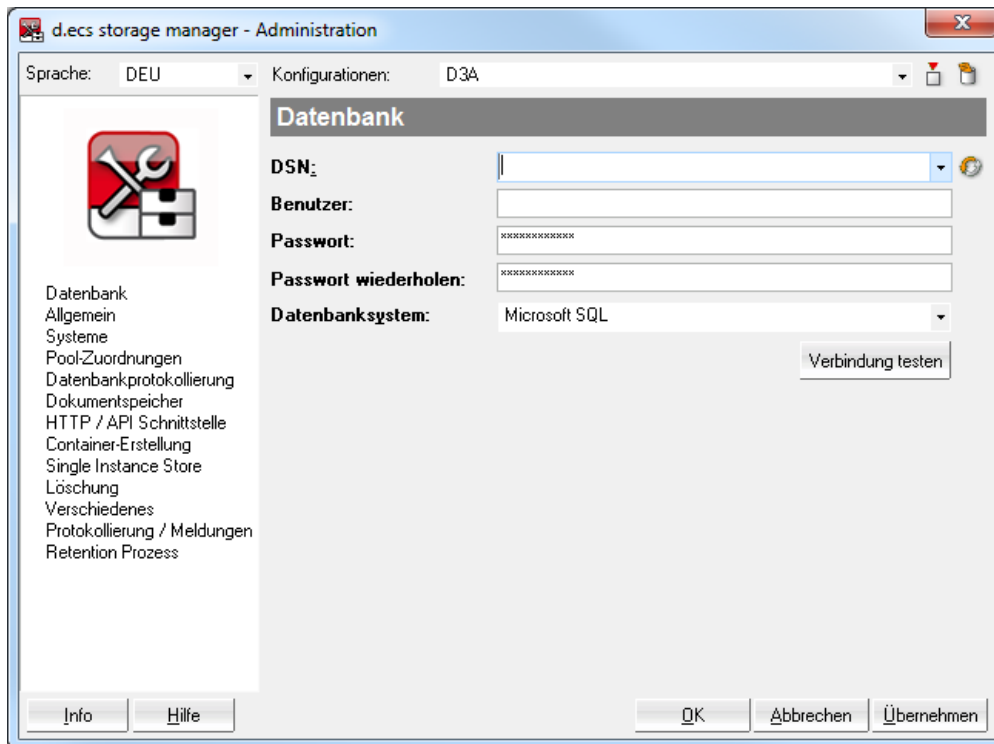 d.ecs storage manager - Administration
Sprache: DEU Konfigurationen: D3A
Datenbank
DSN:
Benutzer:
Passwort: ************
Passwort wiederholen: ************
Datenbanksystem: Microsoft SQL
Verbindung testen
Datenbank
Allgemein
Systeme
Pool-Zuordnungen
Datenbankprotokollierung
Dokumentspeicher
HTTP / API Schnittstelle
Container-Erstellung
Single Instance Store
Löschung
Verschiedenes
Protokollierung / Meldungen
Retention Prozess
Info Hilfe OK Abbrechen Übernehmen